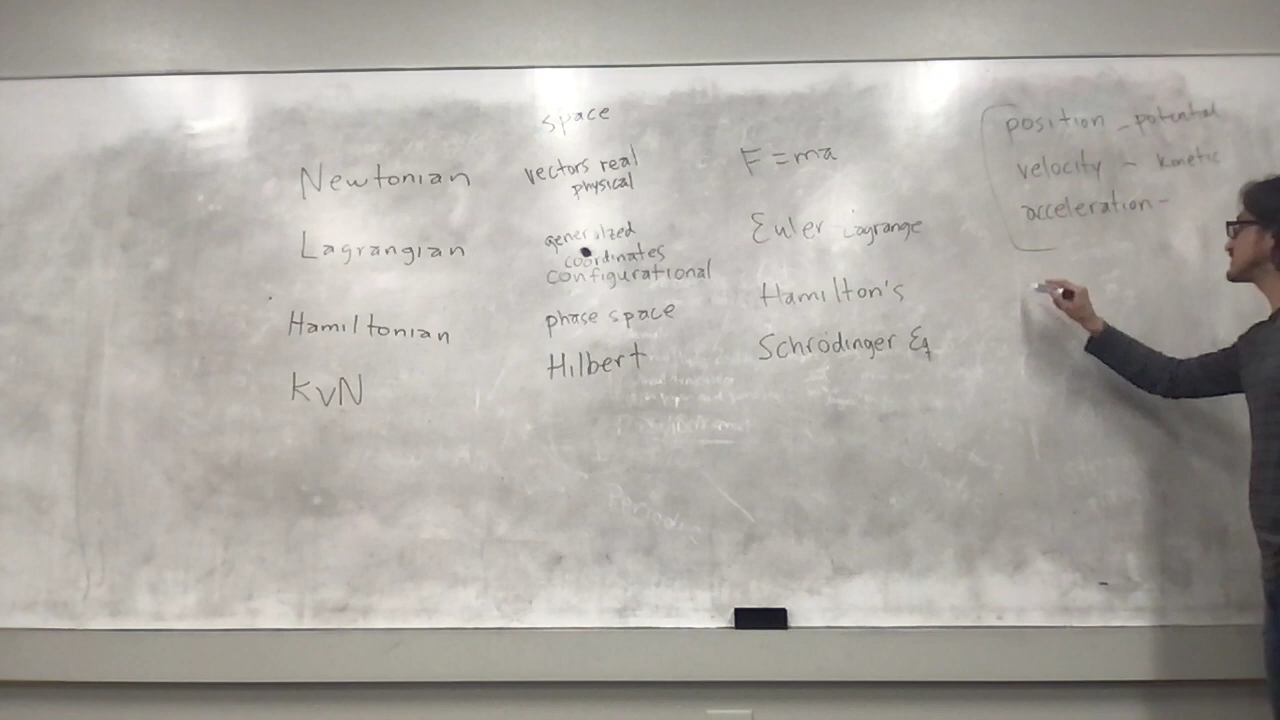 space
Newtonian
vectors real
physical
F = ma
Lagrangian
generalized
coordinates
configurational
Euler Lagrange
Hamiltonian
phase space
Hamilton's
KvN
Hilbert
Schrödinger Eq
position - potential
velocity - kinetic
acceleration -